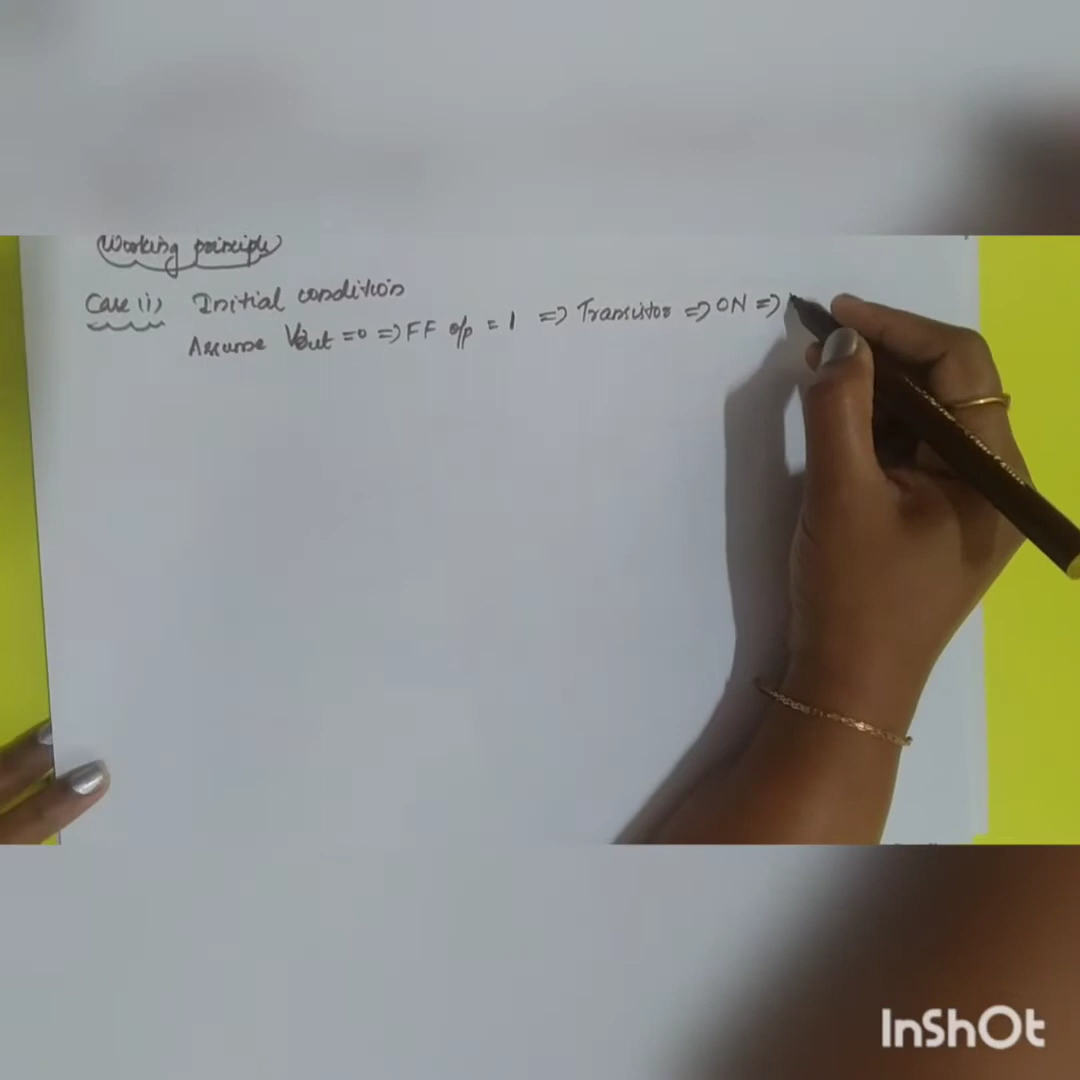 Working principle
Case (i) Initial condition
Assume Vout = 0 => FF o/p = 1 => Transistor => ON =>
InShOt